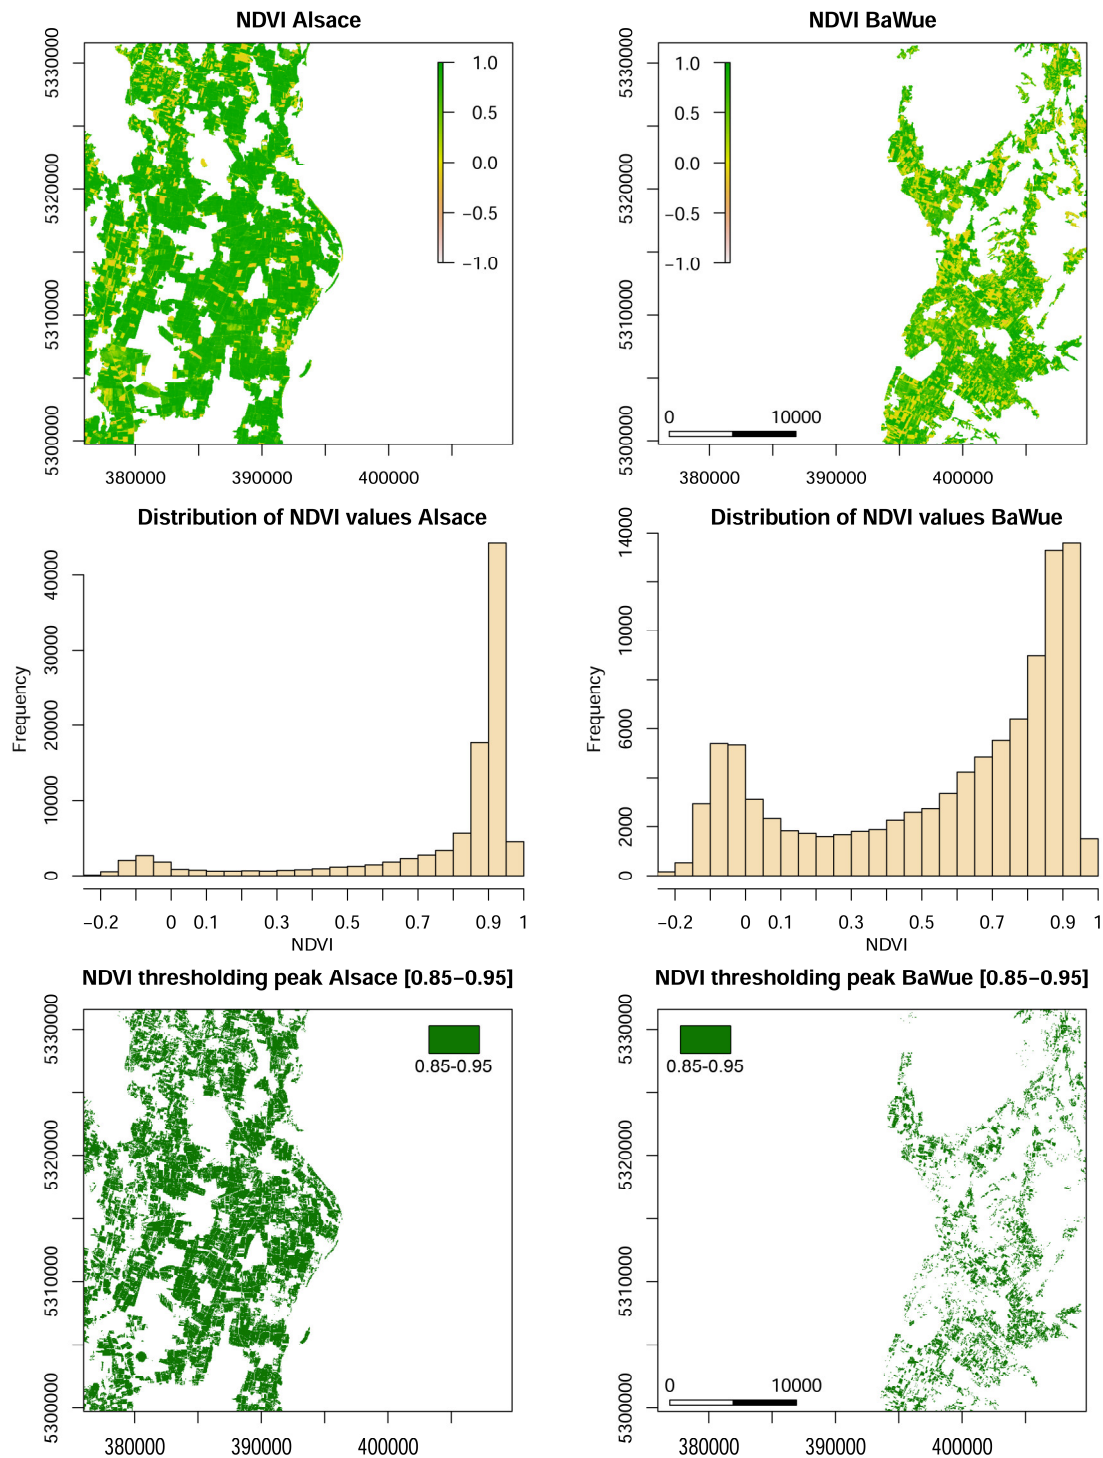 NDVI Alsace
NDVI BaWue
5330000
5320000
5310000
5300000
1.0
0.5
0.0
−0.5
−1.0
380000 390000 400000
5330000
5320000
5310000
5300000
1.0
0.5
0.0
−0.5
−1.0
0 10000
380000 390000 400000
Distribution of NDVI values Alsace
Frequency
40000
30000
20000
10000
0
−0.2 0 0.1 0.3 0.5 0.7 0.9 1
NDVI
Distribution of NDVI values BaWue
Frequency
14000
10000
6000
2000
0
−0.2 0 0.1 0.3 0.5 0.7 0.9 1
NDVI
NDVI thresholding peak Alsace [0.85−0.95]
5330000
5320000
5310000
5300000
0.85-0.95
380000 390000 400000
NDVI thresholding peak BaWue [0.85−0.95]
5330000
5320000
5310000
5300000
0.85-0.95
0 10000
380000 390000 400000